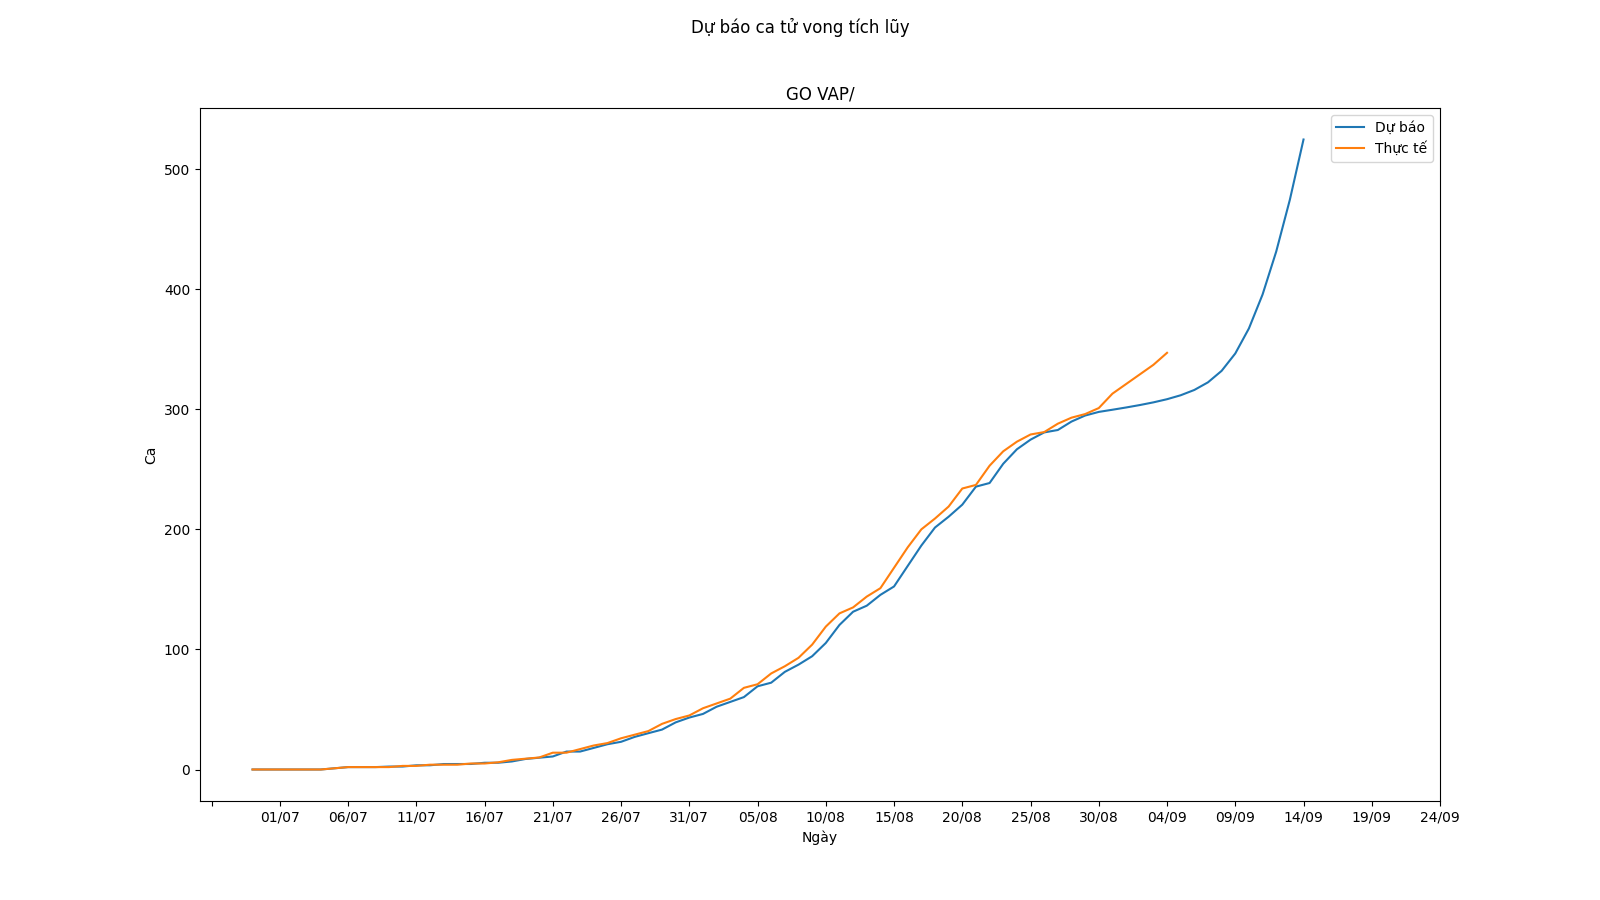 Dự báo ca tử vong tích lũy
GO VAP/
Dự báo
Thực tế
500
400
300
200
100
0
Ca
01/07 06/07 11/07 16/07 21/07 26/07 31/07 05/08 10/08 15/08 20/08 25/08 30/08 04/09 09/09 14/09 19/09 24/09
Ngày